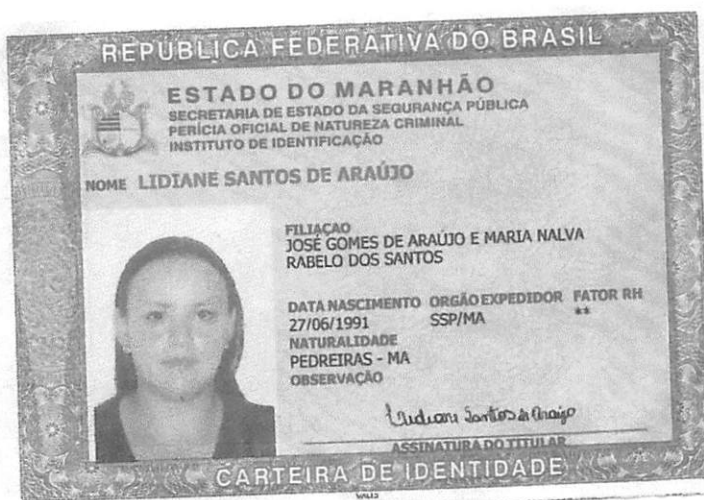 REPÚBLICA FEDERATIVA DO BRASIL
ESTADO DO MARANHÃO
SECRETARIA DE ESTADO DA SEGURANÇA PÚBLICA
PERÍCIA OFICIAL DE NATUREZA CRIMINAL
INSTITUTO DE IDENTIFICAÇÃO
NOME LIDIANE SANTOS DE ARAÚJO
FILIAÇAO
JOSÉ GOMES DE ARAÚJO E MARIA NALVA
RABELO DOS SANTOS
DATA NASCIMENTO ORGÃO EXPEDIDOR FATOR RH
27/06/1991 SSP/MA **
NATURALIDADE
PEDREIRAS - MA
OBSERVAÇÃO
Lidiane Santos de Araújo
ASSINATURA DO TITULAR
CARTEIRA DE IDENTIDADE